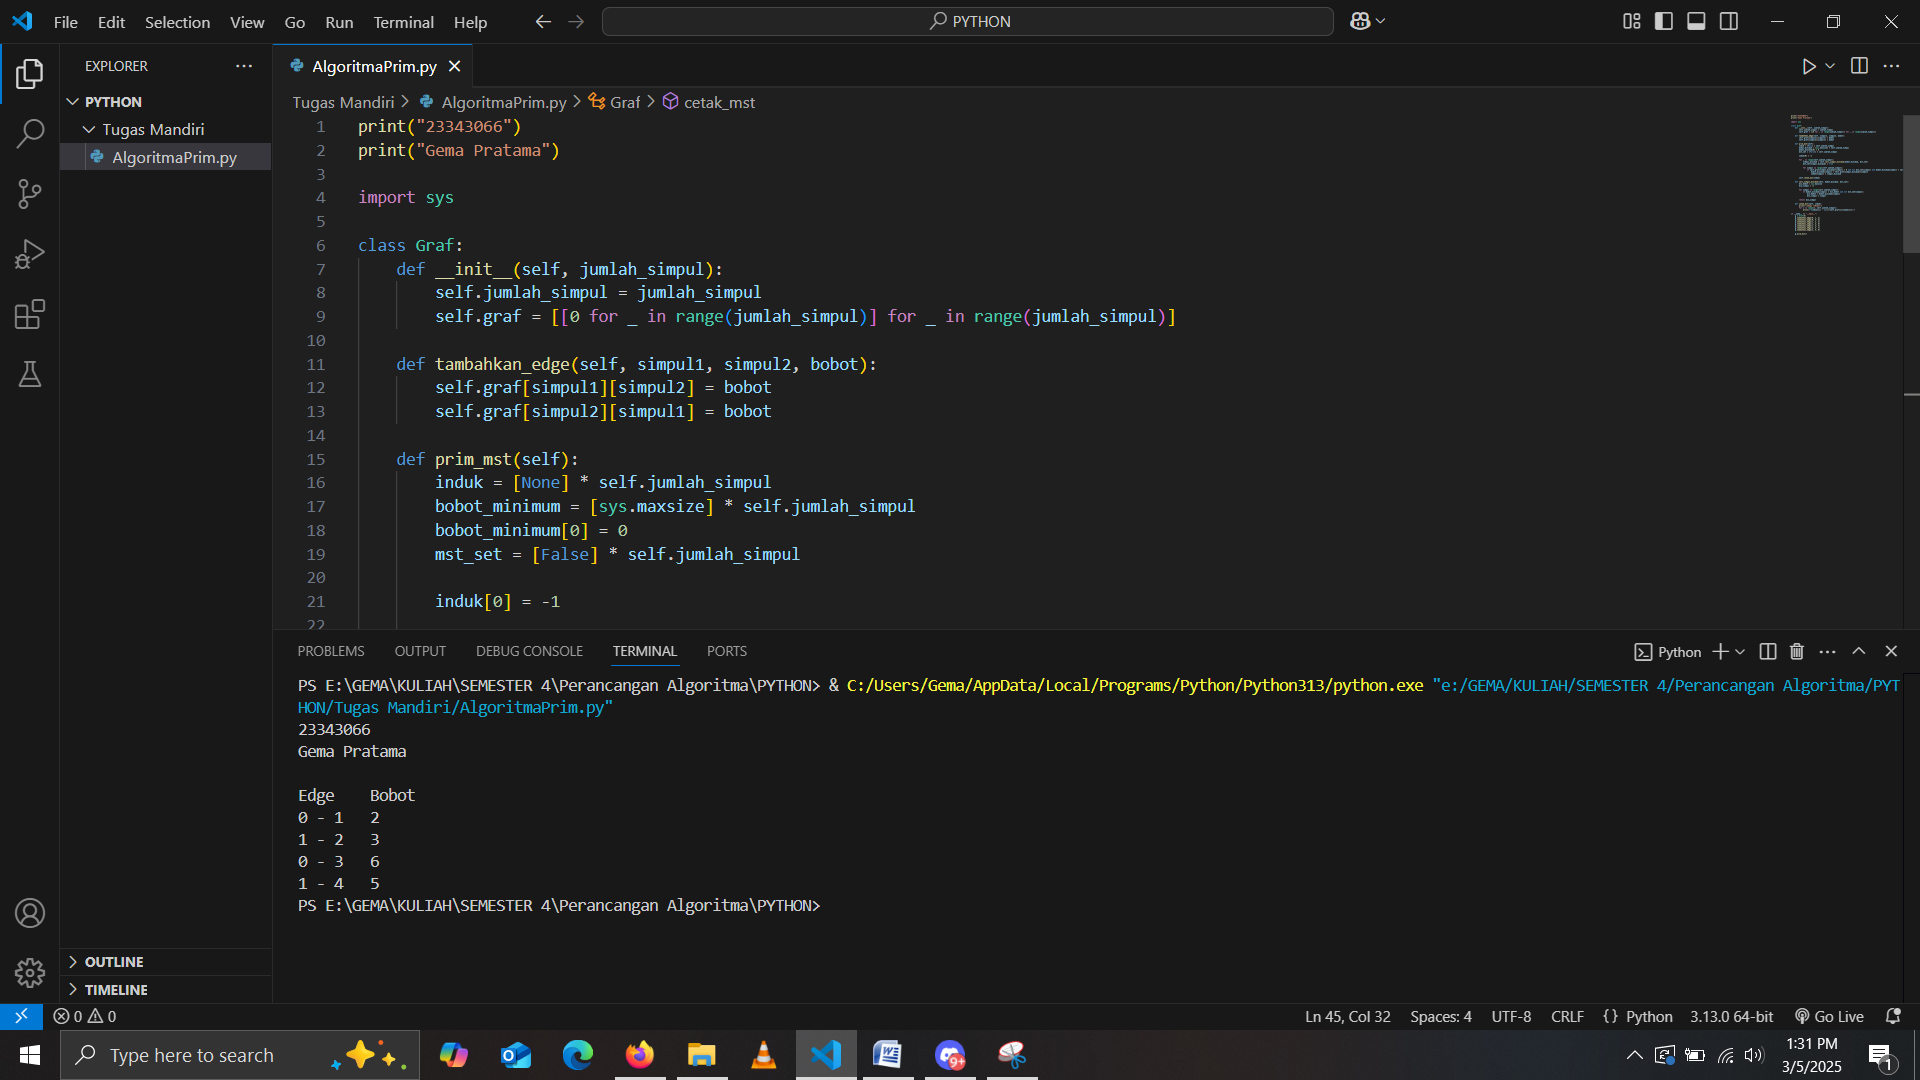 File Edit Selection View Go Run Terminal Help
PYTHON
EXPLORER
AlgoritmaPrim.py
PYTHON
Tugas Mandiri
AlgoritmaPrim.py
Tugas Mandiri > AlgoritmaPrim.py > Graf > cetak_mst
1 print("23343066")
2 print("Gema Pratama")
3
4 import sys
5
6 class Graf:
7 def __init__(self, jumlah_simpul):
8 self.jumlah_simpul = jumlah_simpul
9 self.graf = [[0 for _ in range(jumlah_simpul)] for _ in range(jumlah_simpul)]
10
11 def tambahkan_edge(self, simpul1, simpul2, bobot):
12 self.graf[simpul1][simpul2] = bobot
13 self.graf[simpul2][simpul1] = bobot
14
15 def prim_mst(self):
16 induk = [None] * self.jumlah_simpul
17 bobot_minimum = [sys.maxsize] * self.jumlah_simpul
18 bobot_minimum[0] = 0
19 mst_set = [False] * self.jumlah_simpul
20
21 induk[0] = -1
22
PROBLEMS OUTPUT DEBUG CONSOLE TERMINAL PORTS
Python
PS E:\GEMA\KULIAH\SEMESTER 4\Perancangan Algoritma\PYTHON> & C:/Users/Gema/AppData/Local/Programs/Python/Python313/python.exe "e:/GEMA/KULIAH/SEMESTER 4/Perancangan Algoritma/PYT
HON/Tugas Mandiri/AlgoritmaPrim.py"
23343066
Gema Pratama
Edge Bobot
0 - 1 2
1 - 2 3
0 - 3 6
1 - 4 5
PS E:\GEMA\KULIAH\SEMESTER 4\Perancangan Algoritma\PYTHON>
OUTLINE
TIMELINE
0 0
Ln 45, Col 32 Spaces: 4 UTF-8 CRLF {} Python 3.13.0 64-bit Go Live
Type here to search
9+
1:31 PM
3/5/2025
1